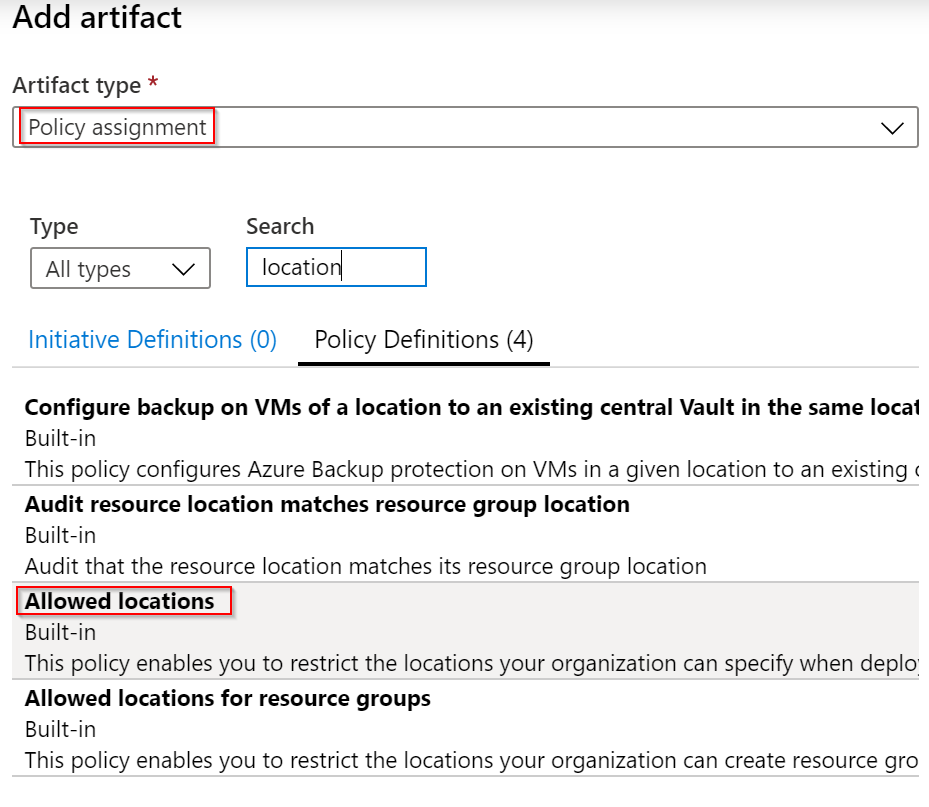 Add artifact
Artifact type *
Policy assignment
Type
Search
All types
location
Initiative Definitions (0)
Policy Definitions (4)
Configure backup on VMs of a location to an existing central Vault in the same locat
Built-in
This policy configures Azure Backup protection on VMs in a given location to an existing
Audit resource location matches resource group location
Built-in
Audit that the resource location matches its resource group location
Allowed locations
Built-in
This policy enables you to restrict the locations your organization can specify when deploy
Allowed locations for resource groups
Built-in
This policy enables you to restrict the locations your organization can create resource gro